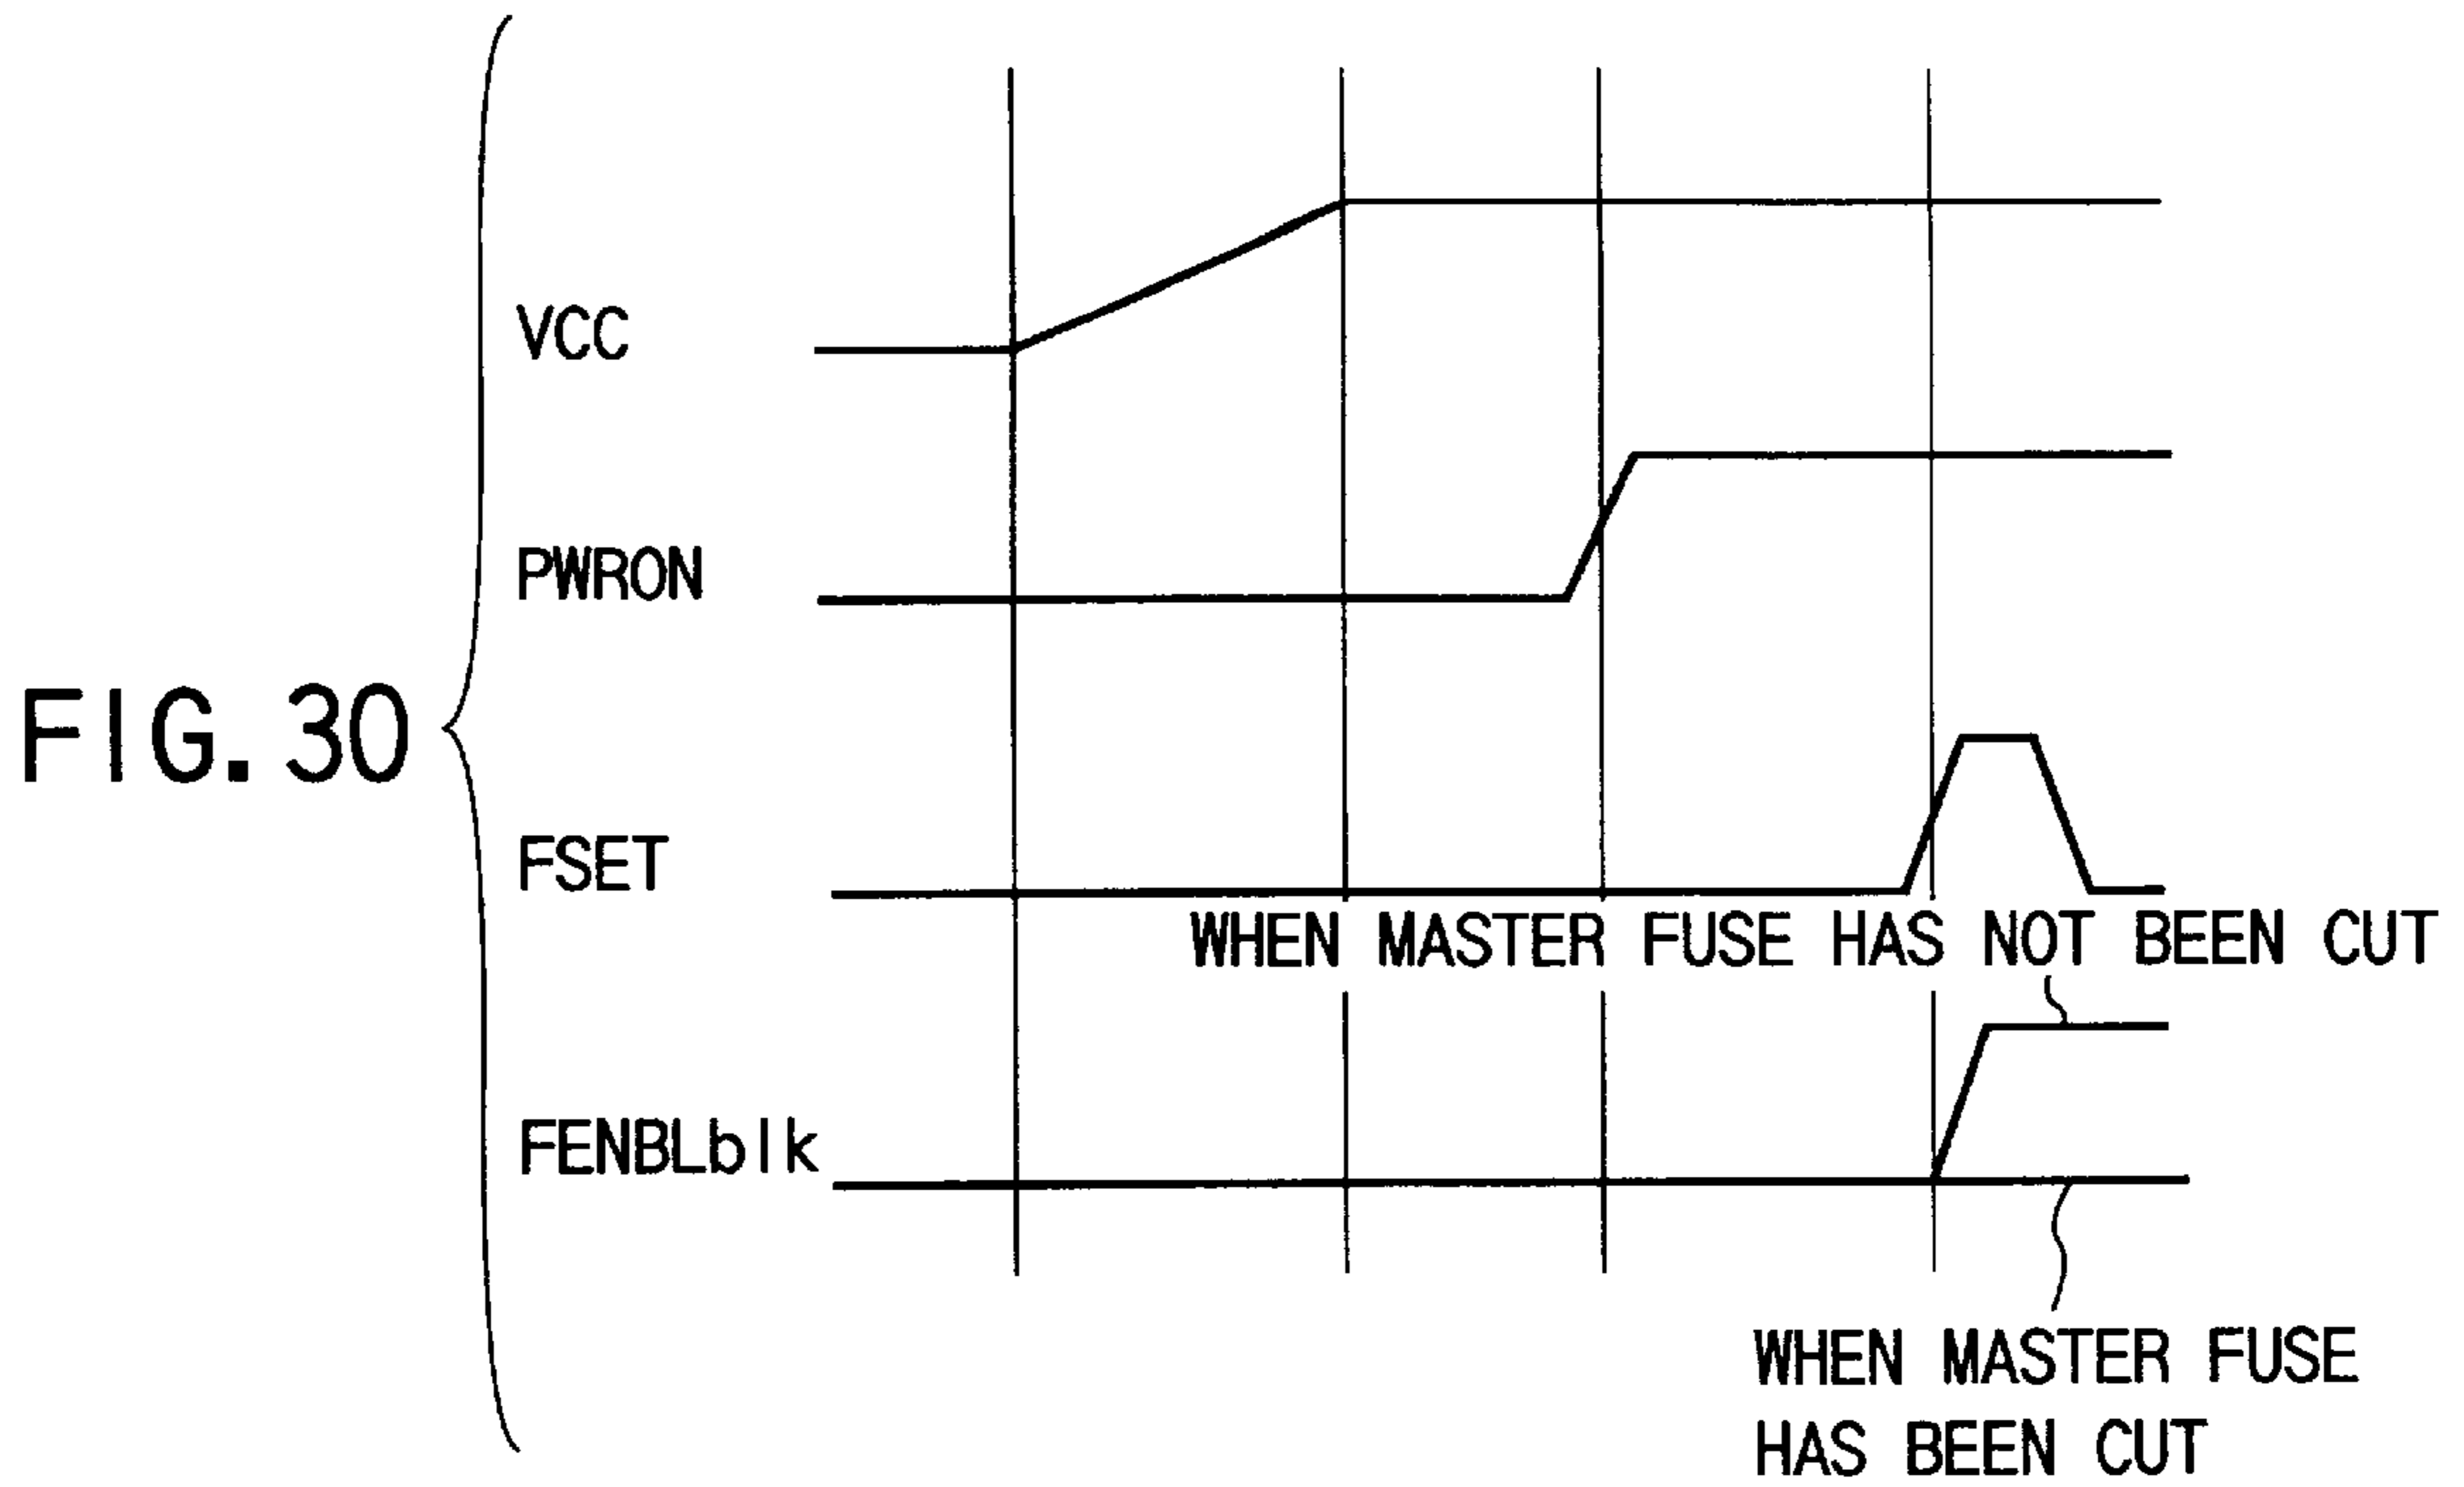 FIG. 30
VCC
PWRON
FSET
WHEN MASTER FUSE HAS NOT BEEN CUT
FENBLblk
WHEN MASTER FUSE
HAS BEEN CUT